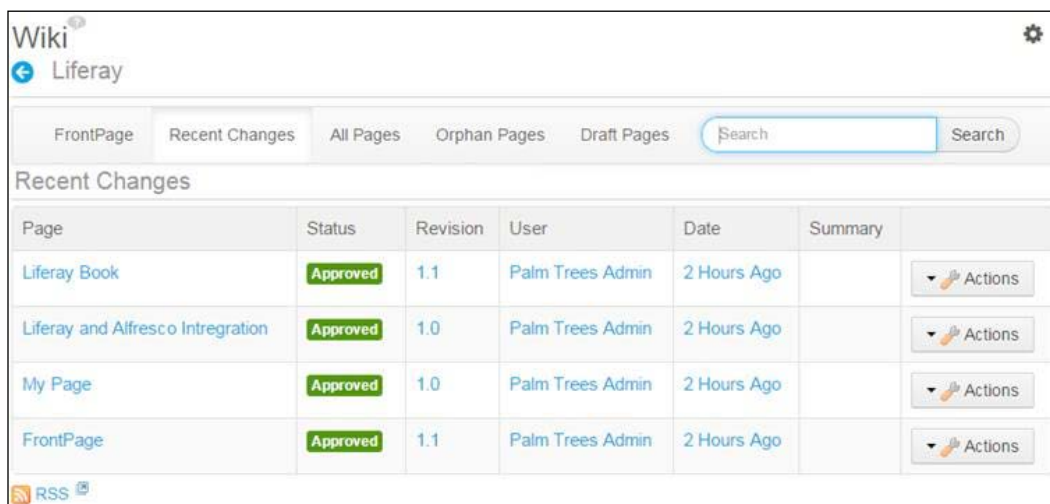 Wiki ?
Liferay
FrontPage Recent Changes All Pages Orphan Pages Draft Pages Search Search
Recent Changes
Page Status Revision User Date Summary
Liferay Book Approved 1.1 Palm Trees Admin 2 Hours Ago Actions
Liferay and Alfresco Intregration Approved 1.0 Palm Trees Admin 2 Hours Ago Actions
My Page Approved 1.0 Palm Trees Admin 2 Hours Ago Actions
FrontPage Approved 1.1 Palm Trees Admin 2 Hours Ago Actions
RSS